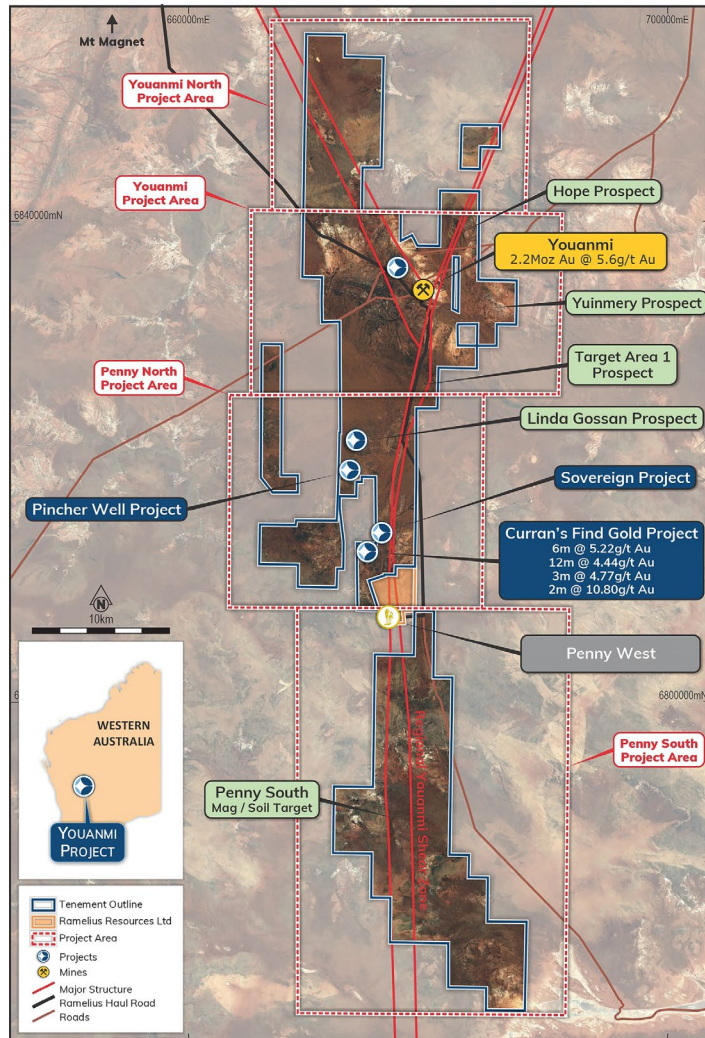 660000mE
700000mE
Mt Magnet
Youanmi North
Project Area
Youanmi
Project Area
Hope Prospect
6840000mN
Youanmi
2.2Moz Au @ 5.6g/t Au
Yuinmery Prospect
Penny North
Project Area
Target Area 1
Prospect
Linda Gossan Prospect
Sovereign Project
Pincher Well Project
Curran's Find Gold Project
6m @ 5.22g/t Au
12m @ 4.44g/t Au
3m @ 4.77g/t Au
2m @ 10.80g/t Au
N
10km
Penny West
WESTERN
AUSTRALIA
YOUANMI
PROJECT
6800000mN
Penny South
Project Area
Penny South
Mag / Soil Target
Youanmi
Tenement Outline
Ramelius Resources Ltd
Project Area
Projects
Mines
Major Structure
Ramelius Haul Road
Roads